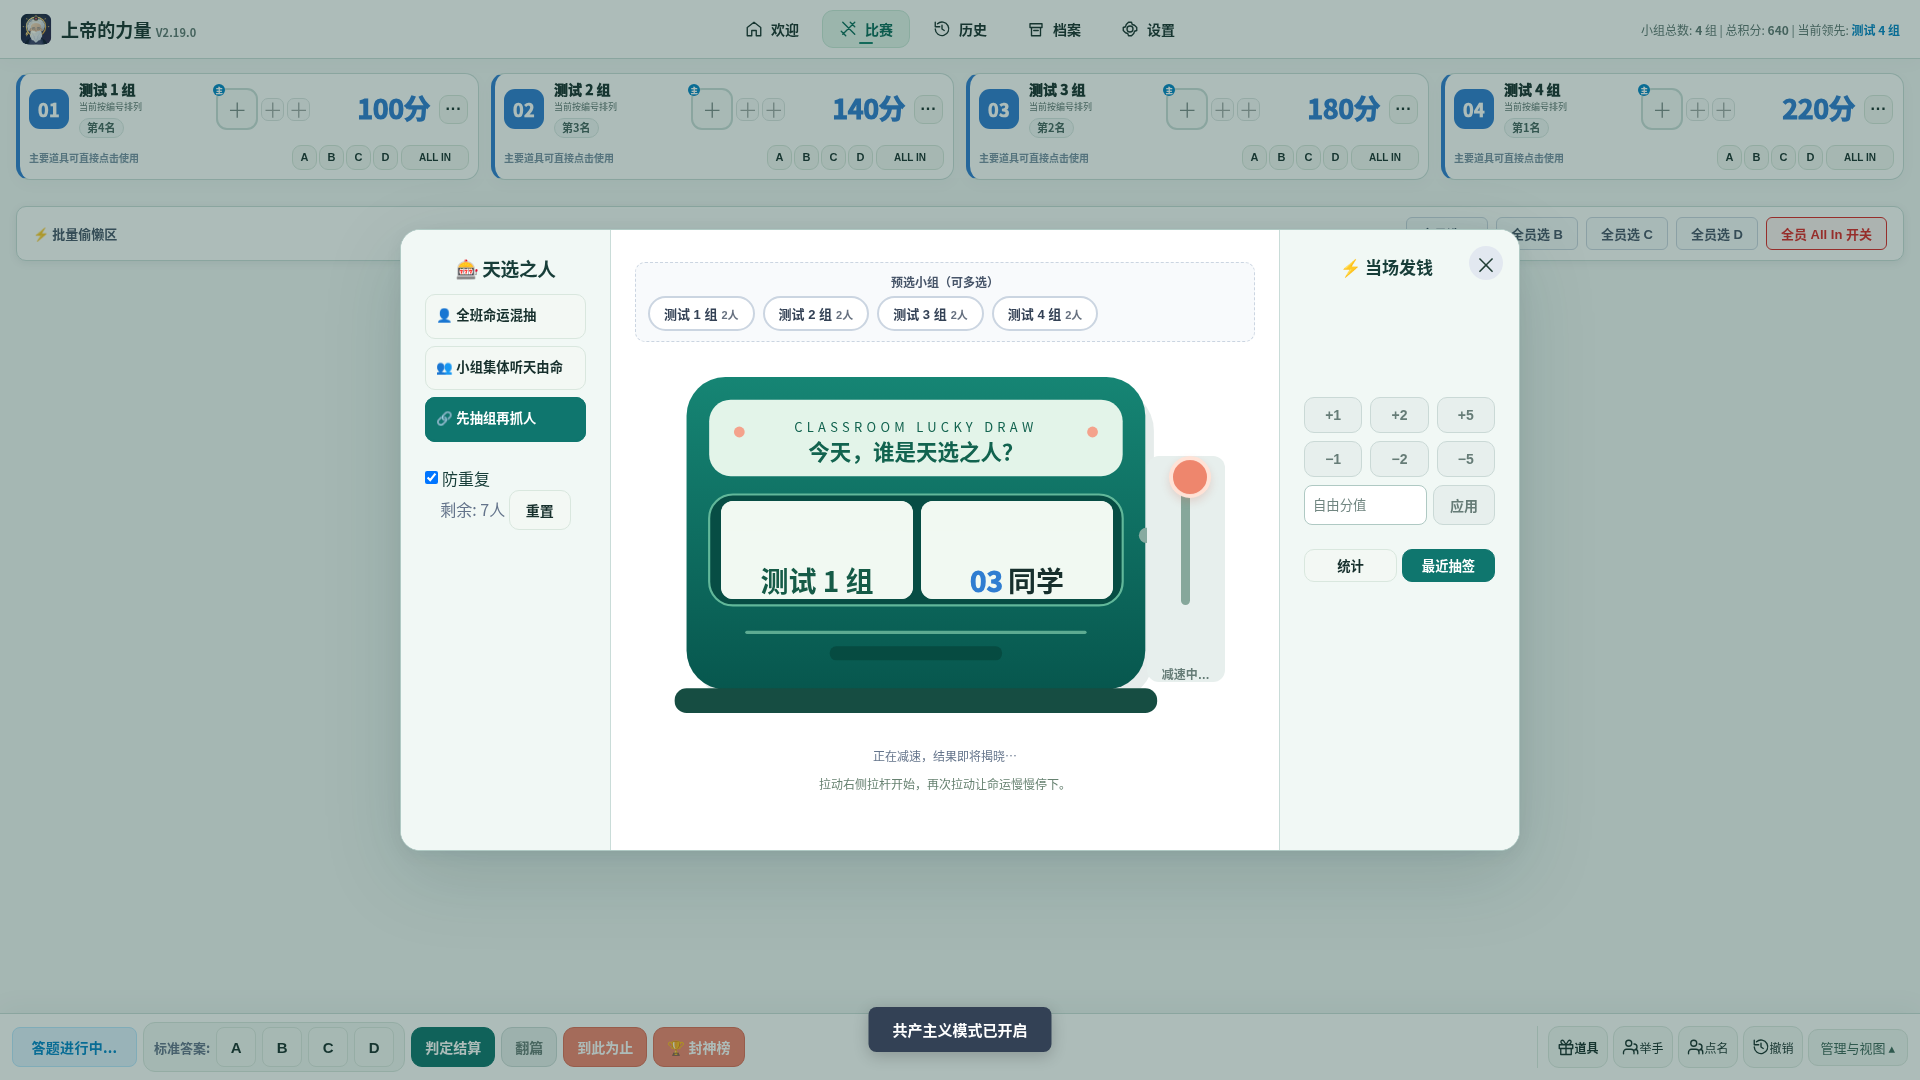 上帝的力量 V2.19.0
欢迎
比赛
历史
档案
设置
小组总数: 4 组 | 总积分: 640 | 当前领先: 测试 4 组
01
测试 1 组
当前按编号排列
第4名
主
100分
···
主要道具可直接点击使用
A B C D ALL IN
02
测试 2 组
当前按编号排列
第3名
主
140分
···
主要道具可直接点击使用
A B C D ALL IN
03
测试 3 组
当前按编号排列
第2名
主
180分
···
主要道具可直接点击使用
A B C D ALL IN
04
测试 4 组
当前按编号排列
第1名
主
220分
···
主要道具可直接点击使用
A B C D ALL IN
⚡ 批量偷懒区
全员选 B
全员选 C
全员选 D
全员 All In 开关
🎰 天选之人
👤 全班命运混抽
👥 小组集体听天由命
🔗 先抽组再抓人
防重复
剩余: 7人
重置
预选小组（可多选）
测试 1 组 2人
测试 2 组 2人
测试 3 组 2人
测试 4 组 2人
CLASSROOM LUCKY DRAW
今天，谁是天选之人?
测试 1 组
03 同学
减速中...
正在减速，结果即将揭晓…
拉动右侧拉杆开始，再次拉动让命运慢慢停下。
⚡ 当场发钱
+1 +2 +5
−1 −2 −5
自由分值
应用
统计
最近抽签
共产主义模式已开启
答题进行中...
标准答案:
A B C D
判定结算
翻篇
到此为止
🏆 封神榜
道具
举手
点名
撤销
管理与视图 ▴